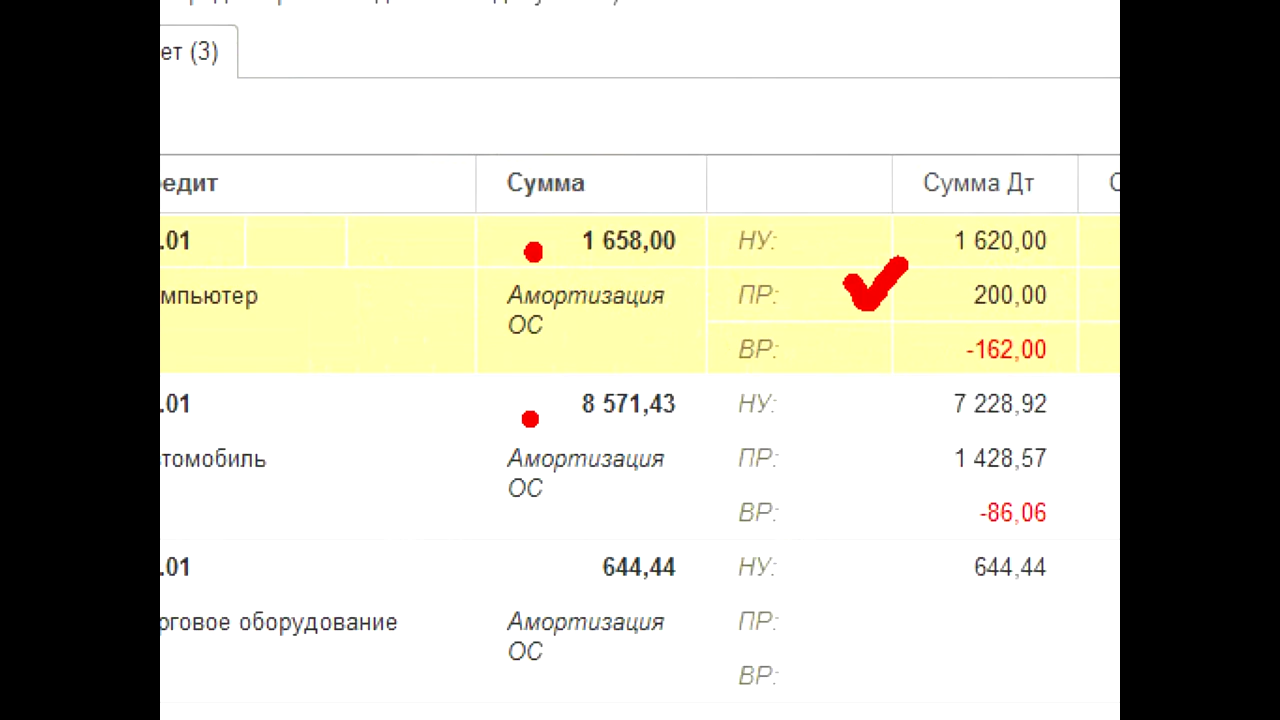 ет (3)
едит Сумма Сумма Дт
.01 1 658,00 НУ: 1 620,00
мпьютер Амортизация ПР: 200,00
ОС
ВР: -162,00
.01 8 571,43 НУ: 7 228,92
томобиль Амортизация ПР: 1 428,57
ОС
ВР: -86,06
.01 644,44 НУ: 644,44
рговое оборудование Амортизация ПР:
ОС
ВР: